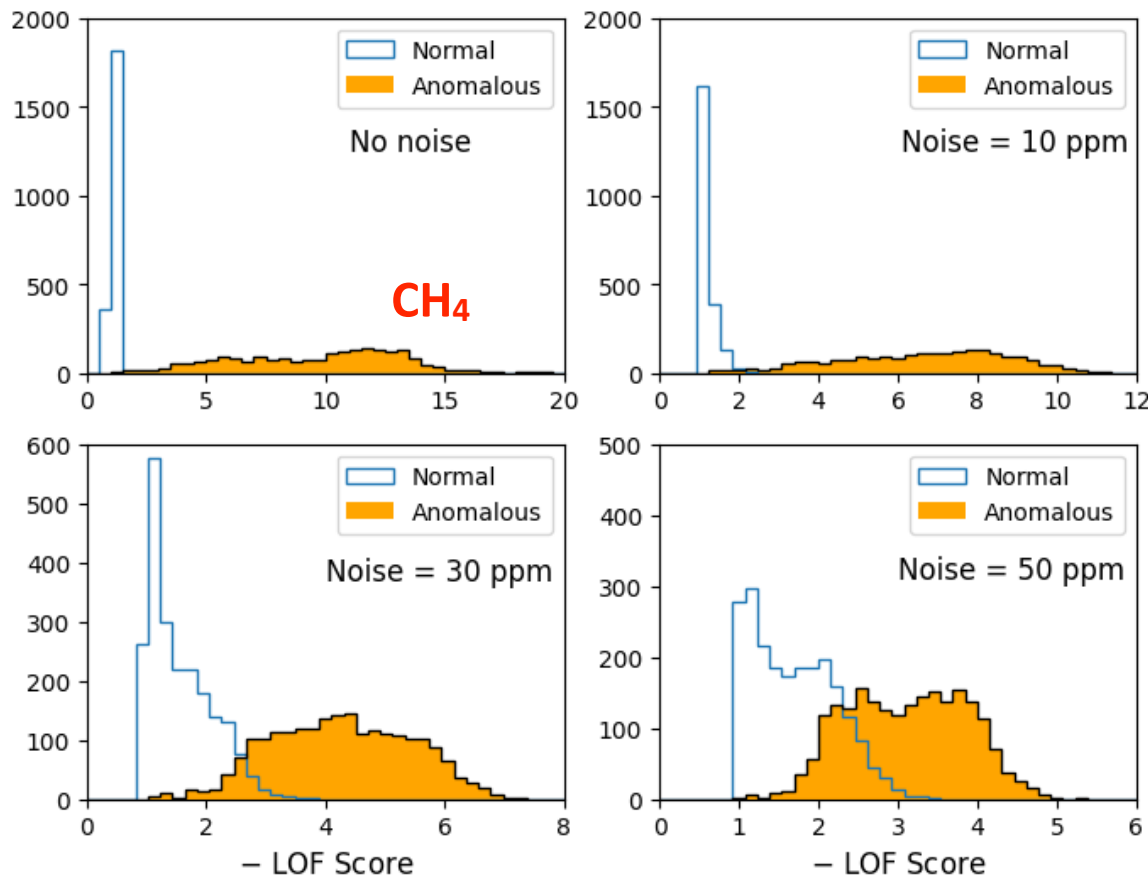 2000
1500
1000
500
0
Normal
Anomalous
No noise
CH₄
0 5 10 15 20
2000
1500
1000
500
0
Normal
Anomalous
Noise = 10 ppm
0 2 4 6 8 10 12
600
500
400
300
200
100
0
Normal
Anomalous
Noise = 30 ppm
0 2 4 6 8
− LOF Score
500
400
300
200
100
0
Normal
Anomalous
Noise = 50 ppm
0 1 2 3 4 5 6
− LOF Score